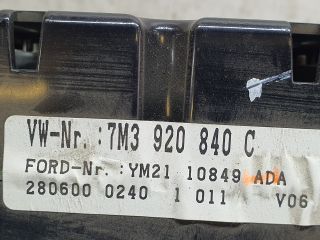 VW-Nr.:7M3 920 840 C
FORD-Nr.:YM21 10849 ADA
280600 0240 1 011 V06